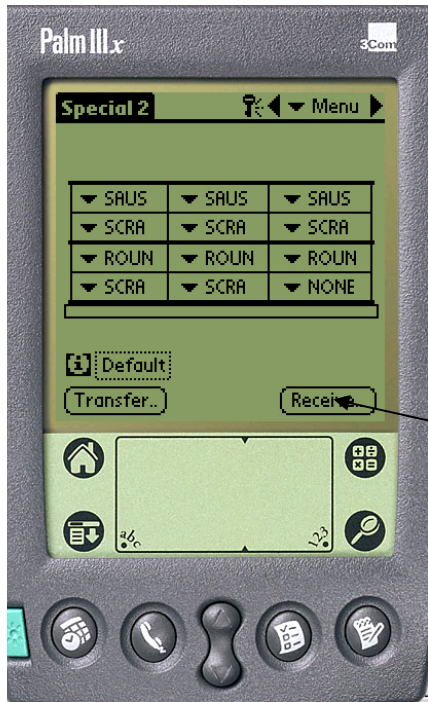 Palm IIIx
3Com
Special 2 Menu
SAUS SAUS SAUS
SCRA SCRA SCRA
ROUN ROUN ROUN
SCRA SCRA NONE
i Default
Transfer.. Receive..
abc 123